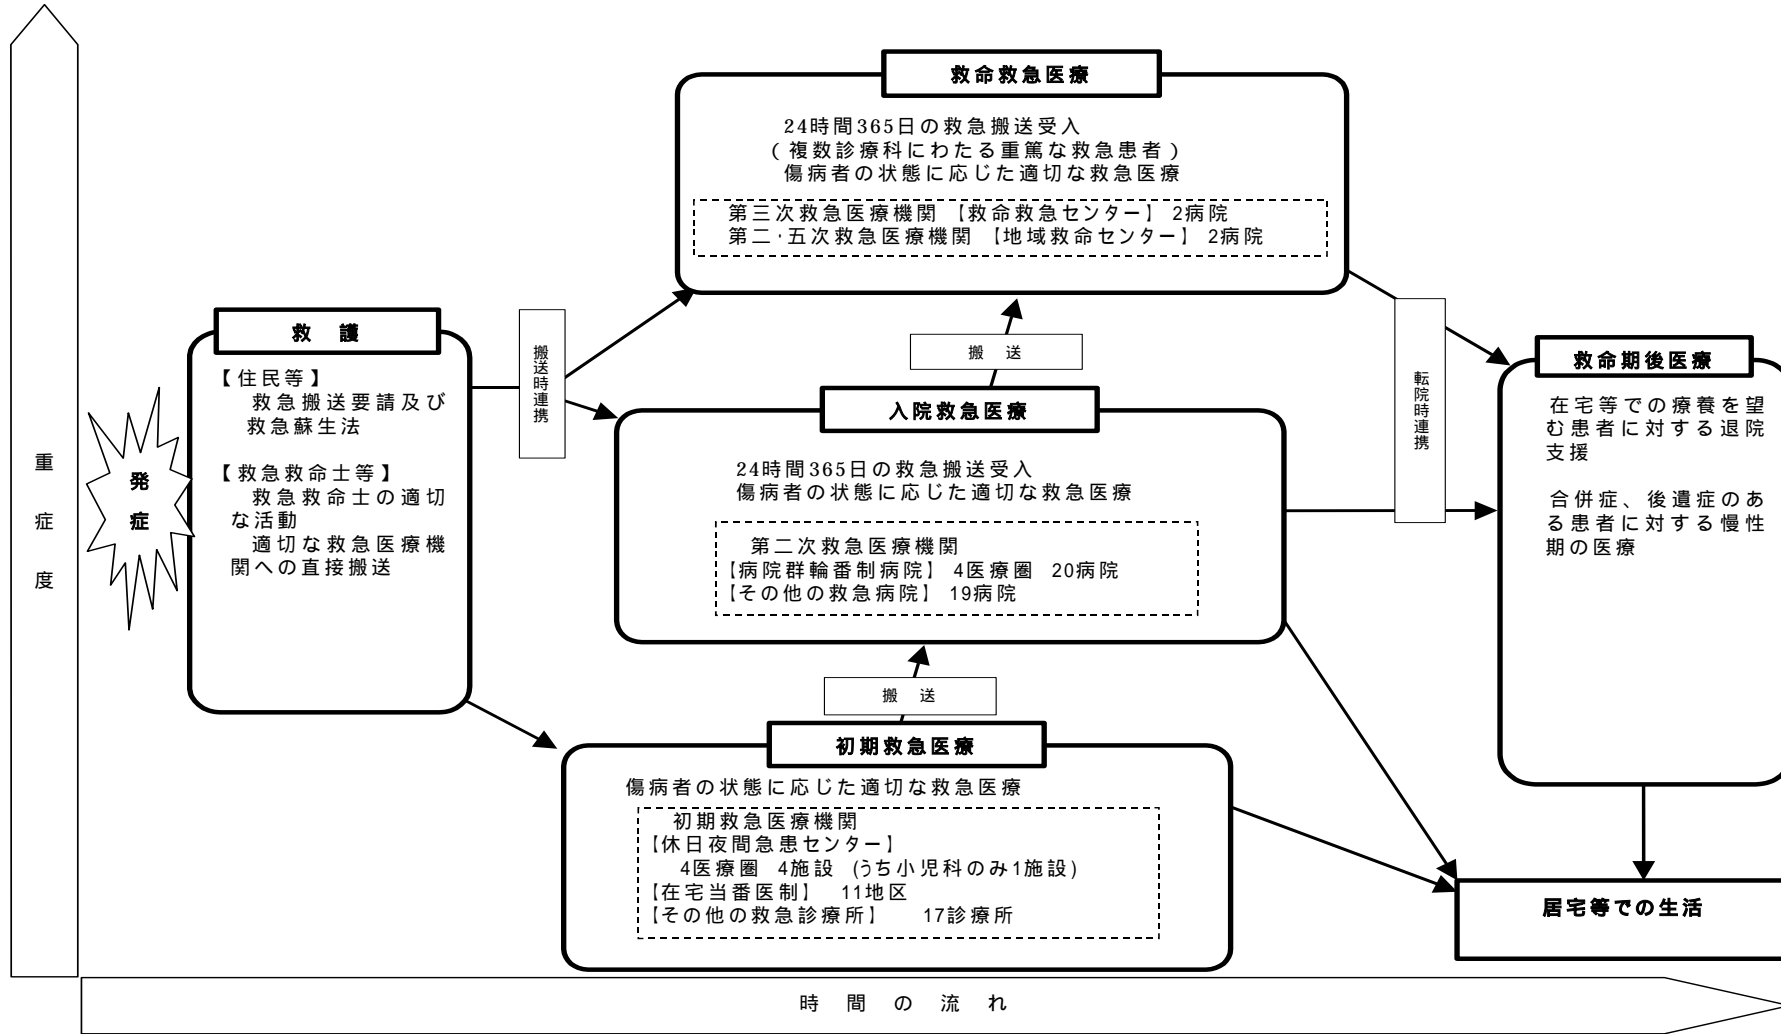 重症度
発症
救　護
【住民等】
救急搬送要請及び
救急蘇生法
【救急救命士等】
救急救命士の適切
な活動
適切な救急医療機
関への直接搬送
搬送時連携
救命救急医療
24時間365日の救急搬送受入
(複数診療科にわたる重篤な救急患者)
傷病者の状態に応じた適切な救急医療
第三次救急医療機関 【救命救急センター】 2病院
第二・五次救急医療機関 【地域救命センター】 2病院
搬　送
入院救急医療
24時間365日の救急搬送受入
傷病者の状態に応じた適切な救急医療
第二次救急医療機関
【病院群輪番制病院】 4医療圏 20病院
【その他の救急病院】 19病院
搬　送
初期救急医療
傷病者の状態に応じた適切な救急医療
初期救急医療機関
【休日夜間急患センター】
4医療圏 4施設 (うち小児科のみ1施設)
【在宅当番医制】 11地区
【その他の救急診療所】 17診療所
転院時連携
救命期後医療
在宅等での療養を望
む患者に対する退院
支援
合併症、後遺症のあ
る患者に対する慢性
期の医療
居宅等での生活
時　間　の　流　れ